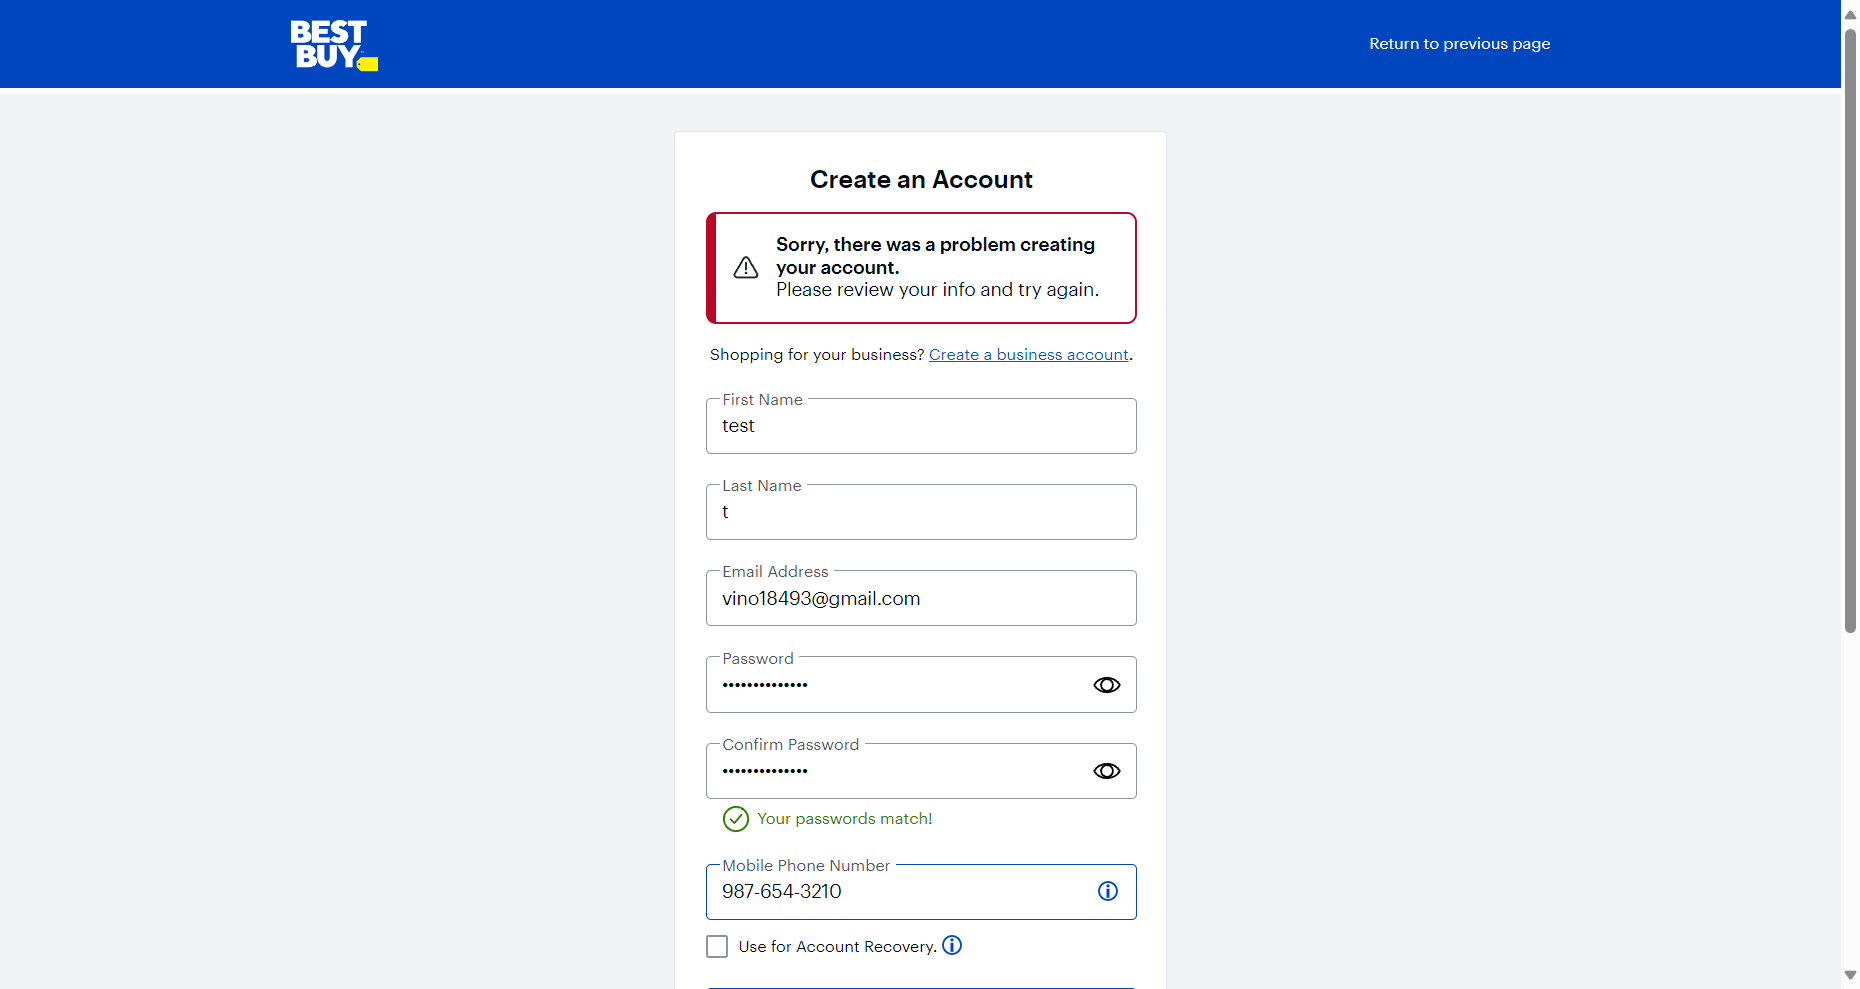 BEST
BUY
Return to previous page
Create an Account
Sorry, there was a problem creating
your account.
Please review your info and try again.
Shopping for your business? Create a business account.
First Name
test
Last Name
t
Email Address
vino18493@gmail.com
Password
••••••••••••••
Confirm Password
••••••••••••••
Your passwords match!
Mobile Phone Number
987-654-3210
Use for Account Recovery.